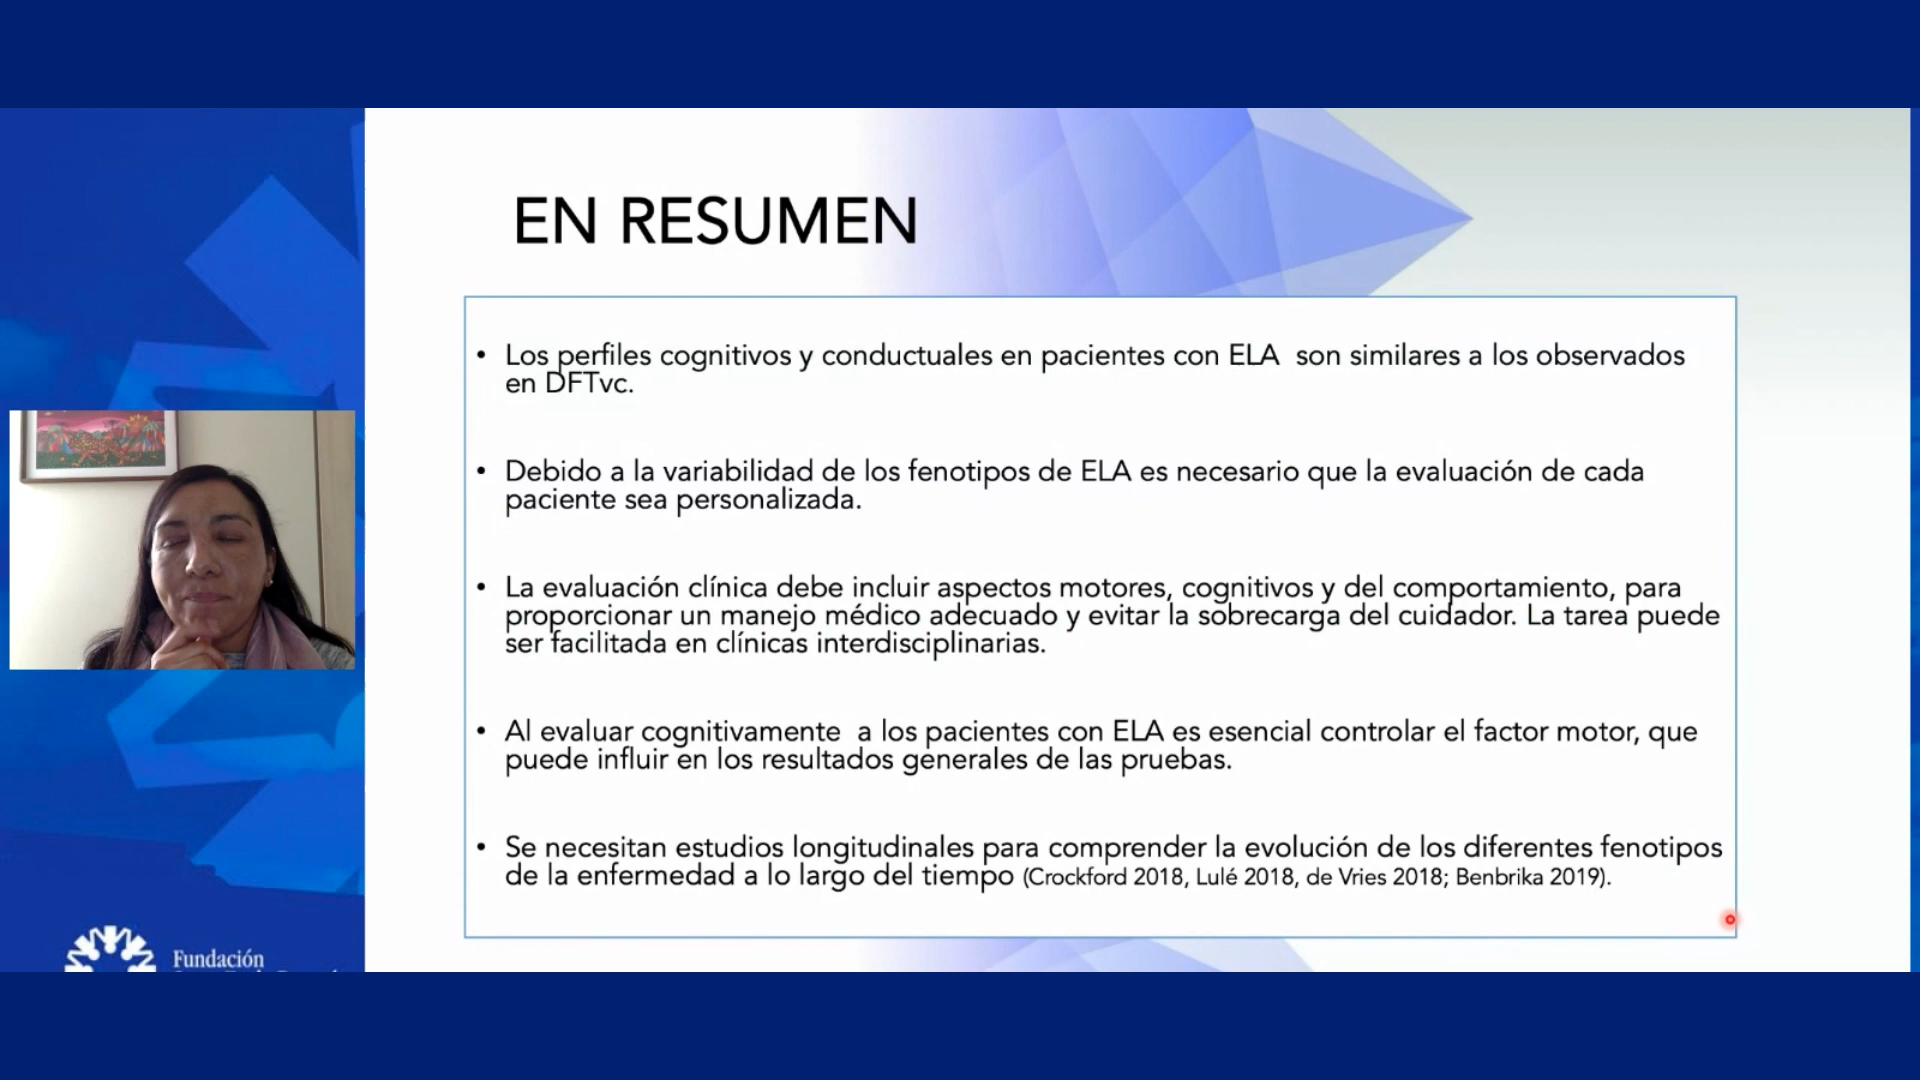 EN RESUMEN
• Los perfiles cognitivos y conductuales en pacientes con ELA  son similares a los observados
en DFTvc.
• Debido a la variabilidad de los fenotipos de ELA es necesario que la evaluación de cada
paciente sea personalizada.
• La evaluación clínica debe incluir aspectos motores, cognitivos y del comportamiento, para
proporcionar un manejo médico adecuado y evitar la sobrecarga del cuidador. La tarea puede
ser facilitada en clínicas interdisciplinarias.
• Al evaluar cognitivamente  a los pacientes con ELA es esencial controlar el factor motor, que
puede influir en los resultados generales de las pruebas.
• Se necesitan estudios longitudinales para comprender la evolución de los diferentes fenotipos
de la enfermedad a lo largo del tiempo (Crockford 2018, Lulé 2018, de Vries 2018; Benbrika 2019).
Fundación